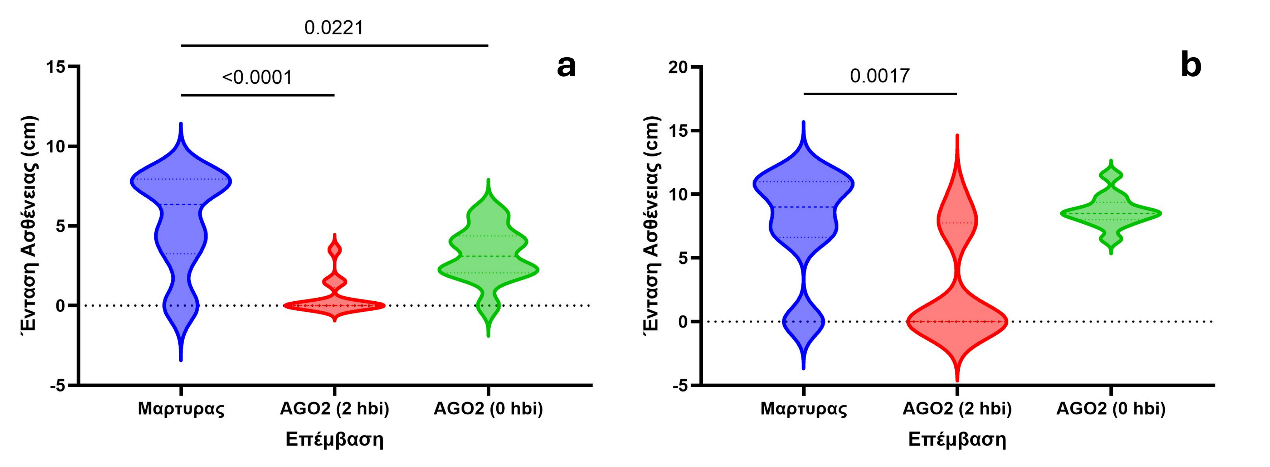 0.0221
a
<0.0001
15
10
5
0
-5
Ένταση Ασθένειας (cm)
Μαρτυρας
AGO2 (2 hbi)
AGO2 (0 hbi)
Επέμβαση
b
0.0017
20
15
10
5
0
-5
Ένταση Ασθένειας (cm)
Μαρτυρας
AGO2 (2 hbi)
AGO2 (0 hbi)
Επέμβαση